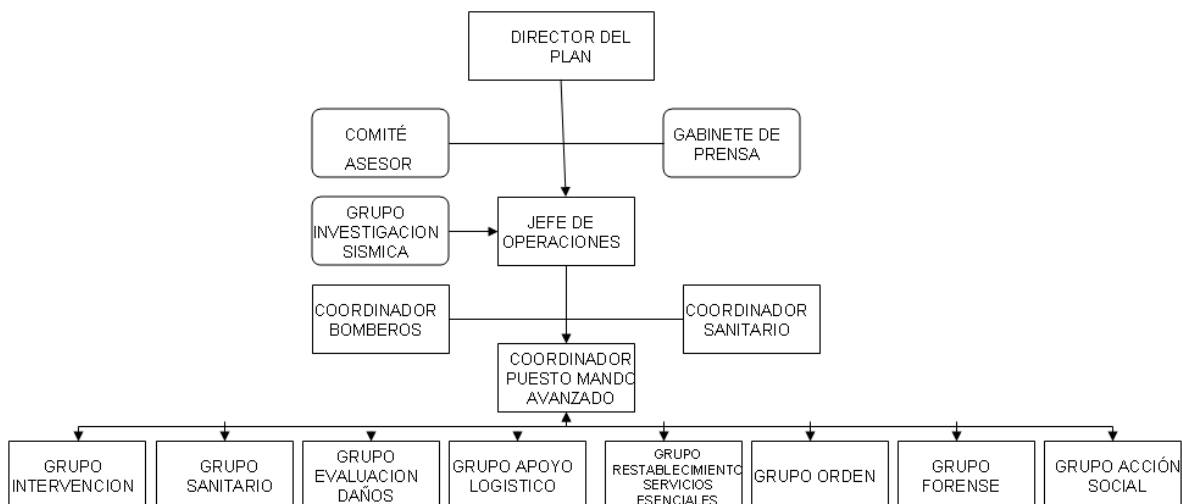 DIRECTOR DEL
PLAN
COMITÉ
ASESOR
GABINETE DE
PRENSA
GRUPO
INVESTIGACION
SISMICA
JEFE DE
OPERACIONES
COORDINADOR
BOMBEROS
COORDINADOR
SANITARIO
COORDINADOR
PUESTO MANDO
AVANZADO
GRUPO
INTERVENCION
GRUPO
SANITARIO
GRUPO
EVALUACION
DAÑOS
GRUPO APOYO
LOGISTICO
GRUPO
RESTABLECIMIENTO
SERVICIOS
ESENCIALES
GRUPO ORDEN
GRUPO
FORENSE
GRUPO ACCIÓN
SOCIAL